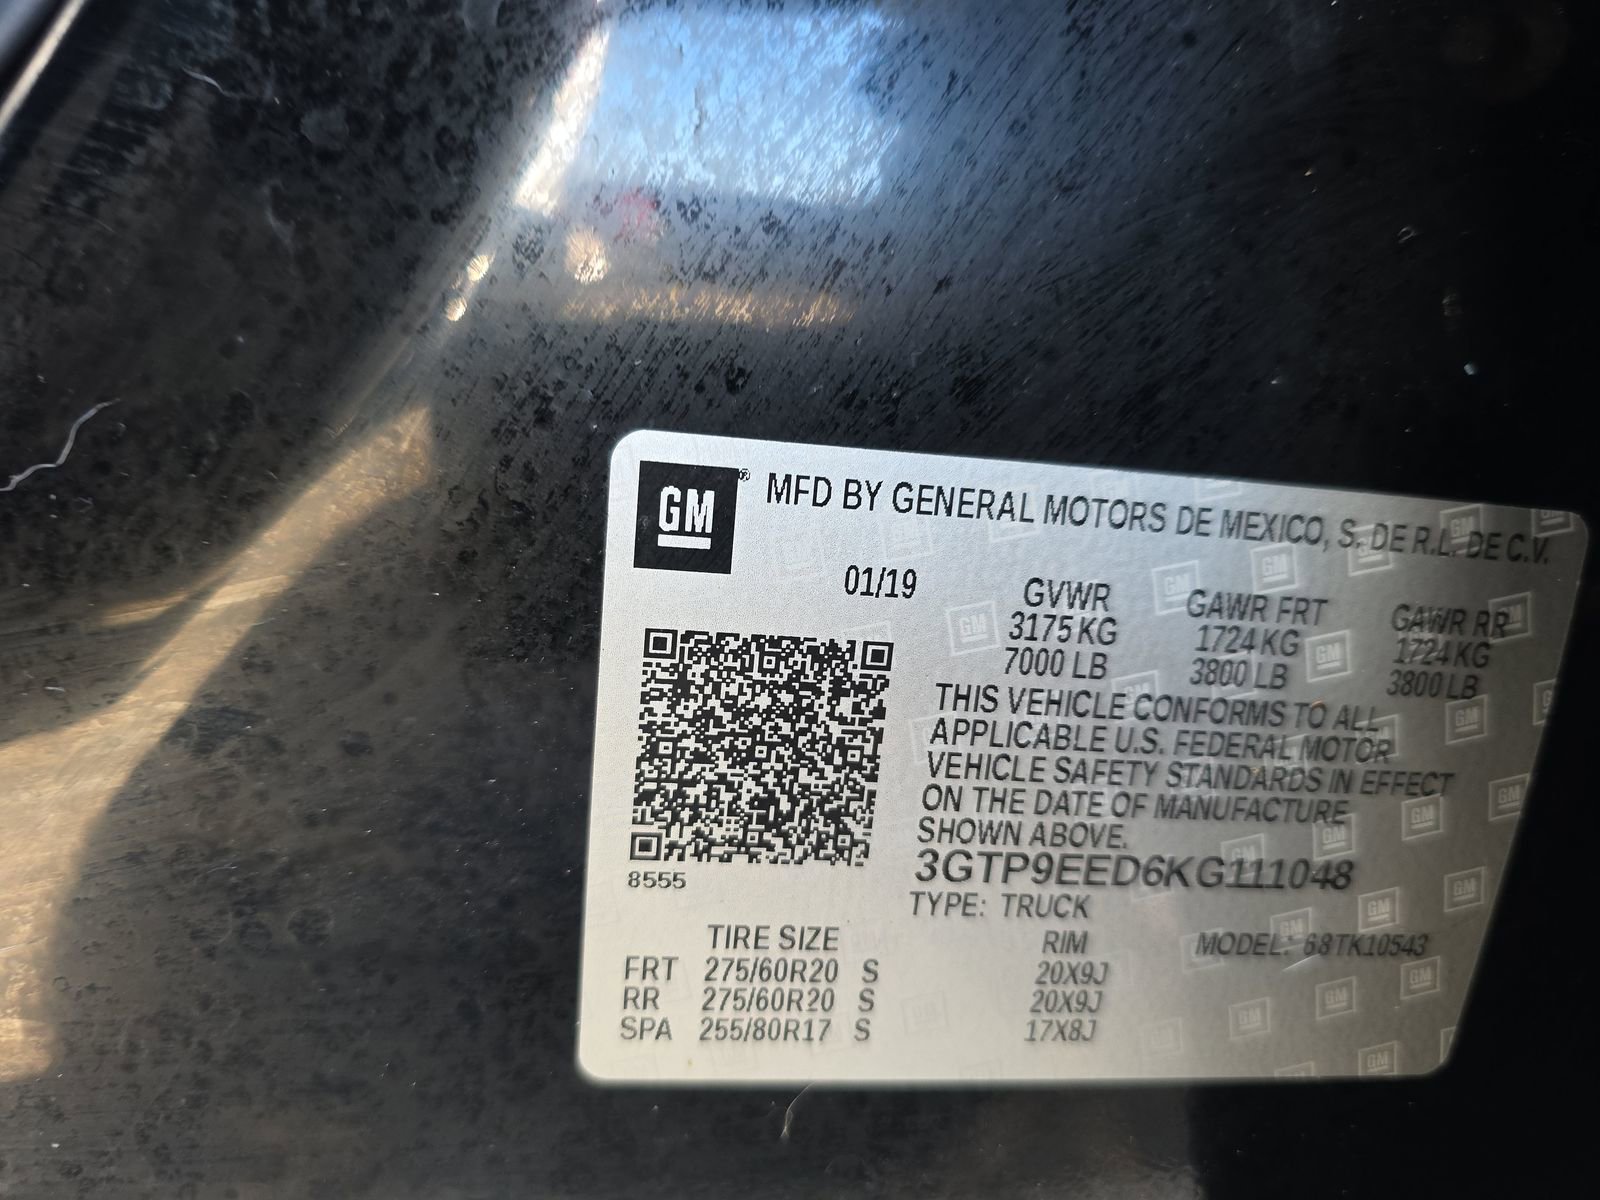 GM ® MFD BY GENERAL MOTORS DE MEXICO, S. DE R.L. DE C.V.
01/19 GVWR GAWR FRT GAWR RR
3175 KG 1724 KG 1724 KG
7000 LB 3800 LB 3800 LB
THIS VEHICLE CONFORMS TO ALL
APPLICABLE U.S. FEDERAL MOTOR
VEHICLE SAFETY STANDARDS IN EFFECT
ON THE DATE OF MANUFACTURE
SHOWN ABOVE.
8555 3GTP9EED6KG111048
TYPE: TRUCK
TIRE SIZE RIM MODEL: 68TK10543
FRT 275/60R20 S 20X9J
RR 275/60R20 S 20X9J
SPA 255/80R17 S 17X8J